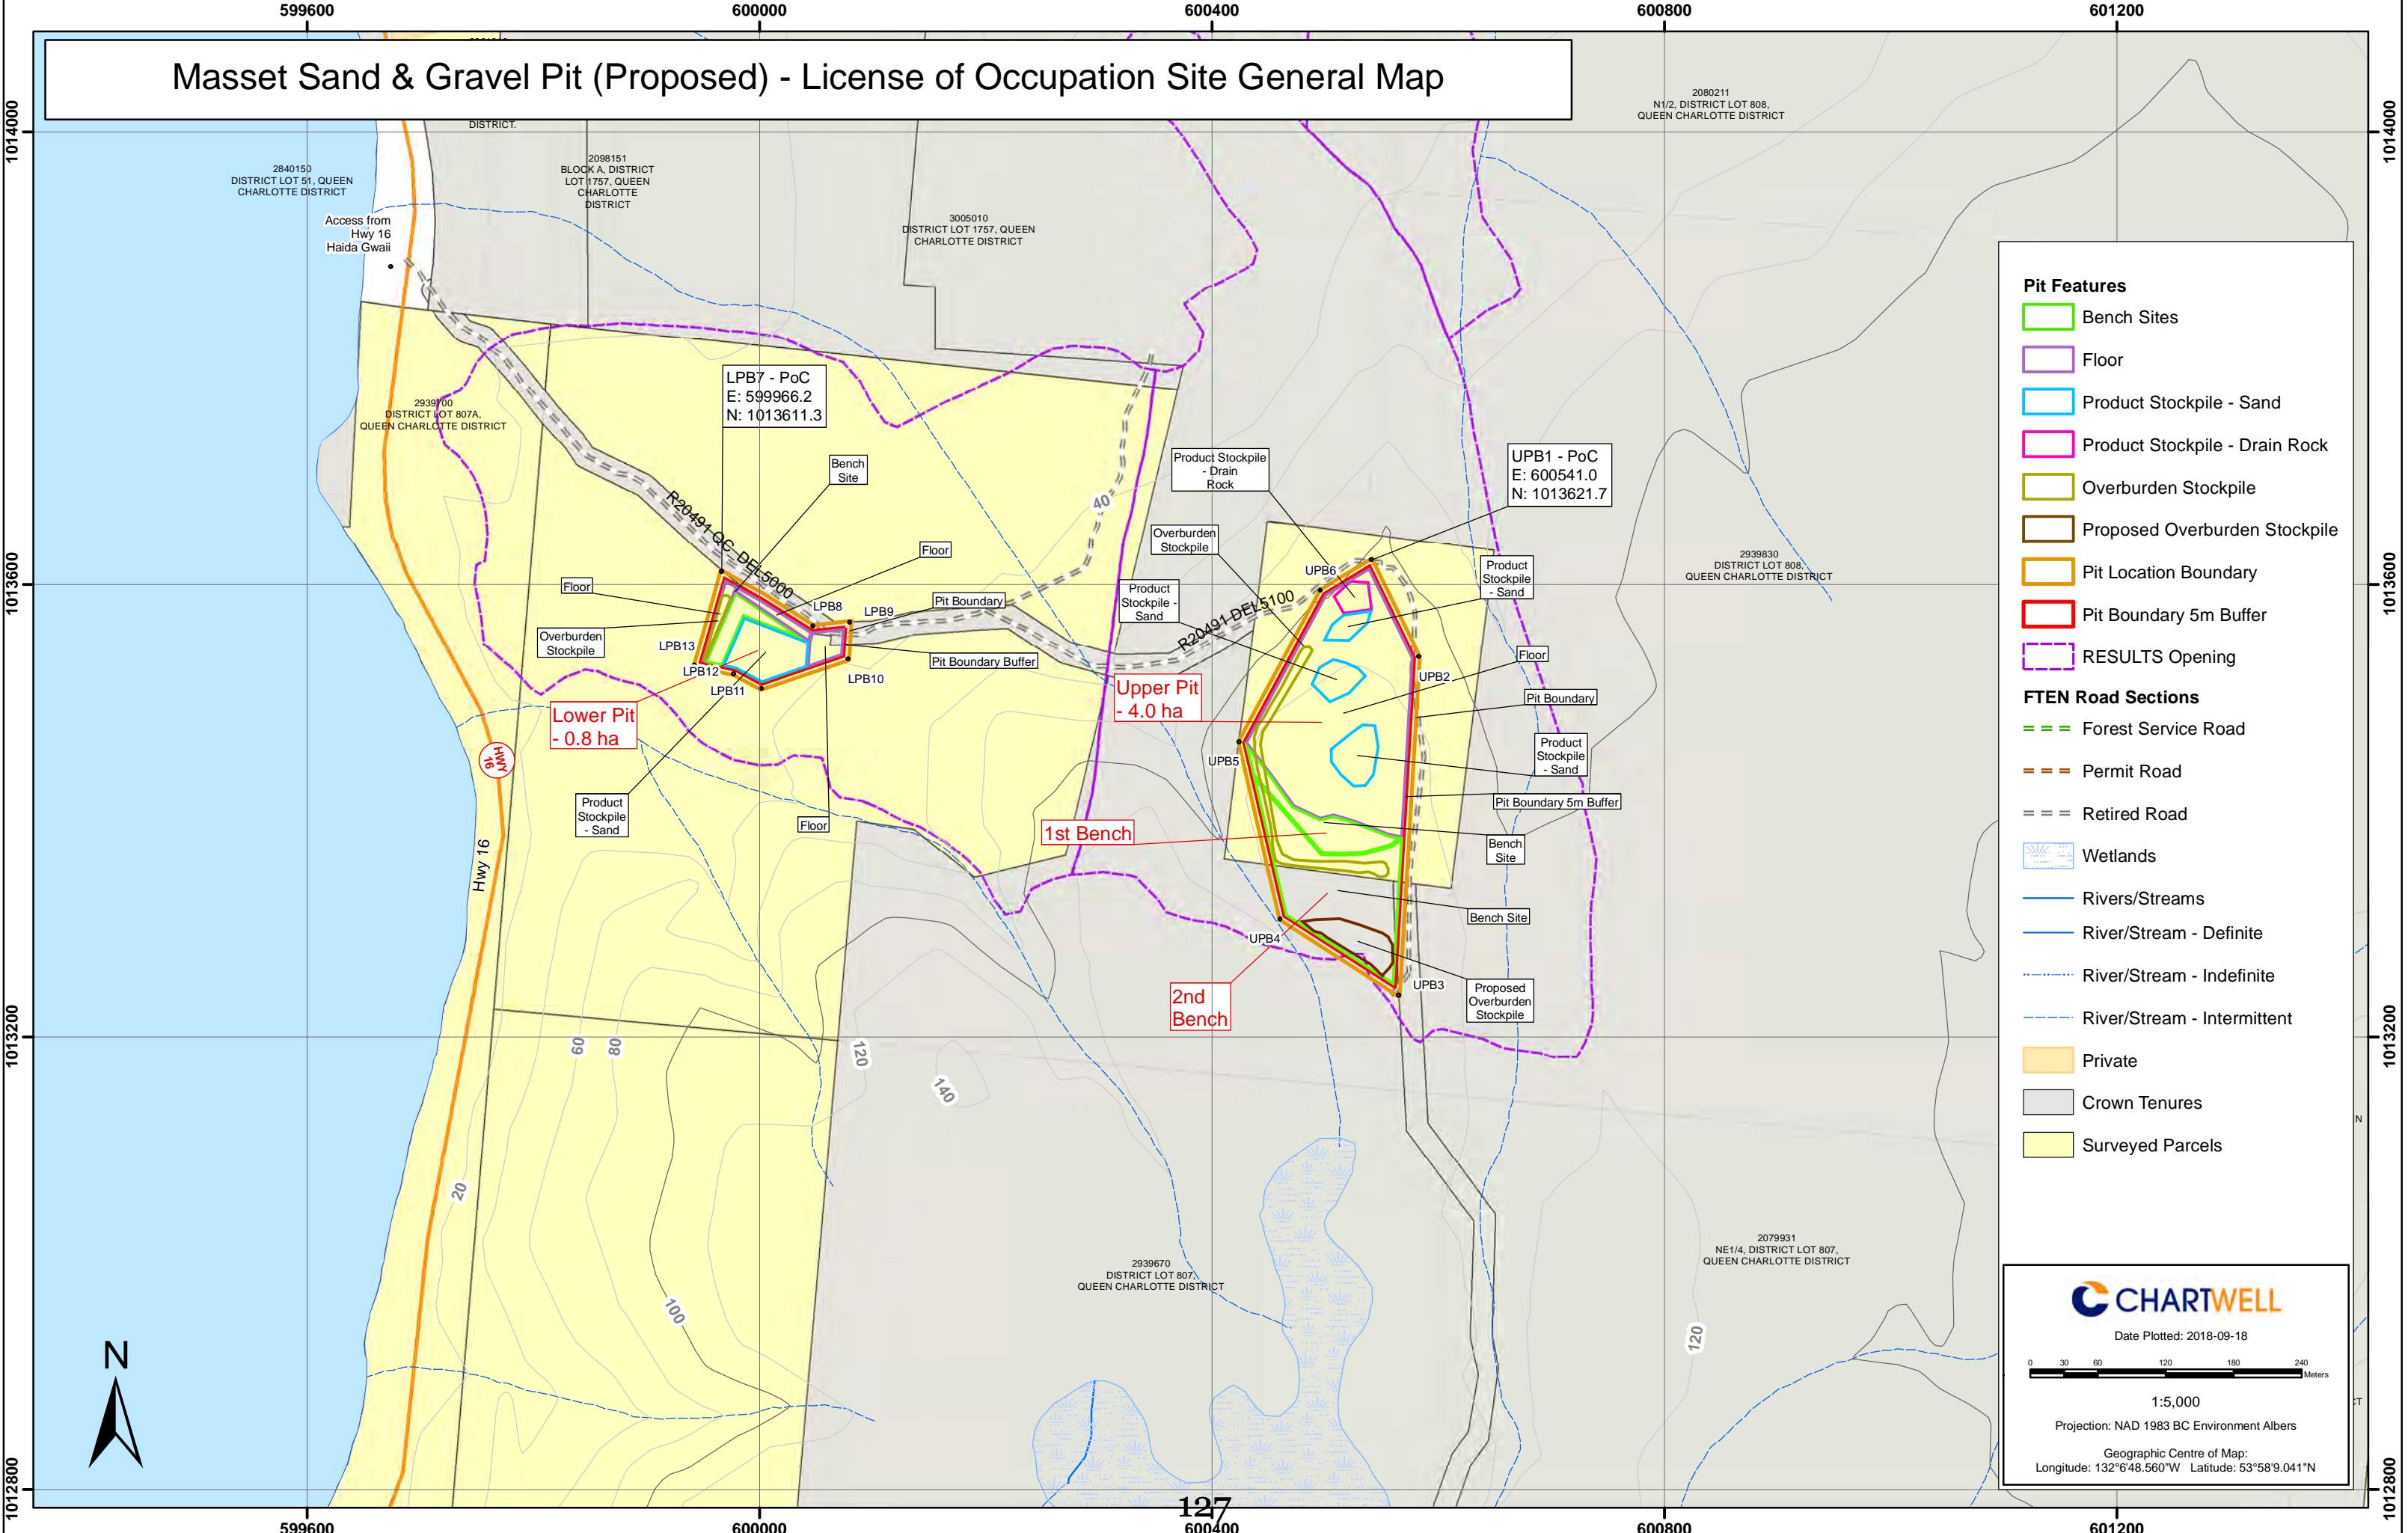 599600
600000
600400
600800
601200
Masset Sand & Gravel Pit (Proposed) - License of Occupation Site General Map
1014000
1014000
DISTRICT.
2840150
DISTRICT LOT 51, QUEEN
CHARLOTTE DISTRICT
2098151
BLOCK A, DISTRICT
LOT 1757, QUEEN
CHARLOTTE
DISTRICT
3005010
DISTRICT LOT 1757, QUEEN
CHARLOTTE DISTRICT
2080211
N1/2, DISTRICT LOT 808,
QUEEN CHARLOTTE DISTRICT
Access from
Hwy 16
Haida Gwaii
2939700
DISTRICT LOT 807A,
QUEEN CHARLOTTE DISTRICT
LPB7 - PoC
E: 599966.2
N: 1013611.3
Bench
Site
Product Stockpile
- Drain
Rock
UPB1 - PoC
E: 600541.0
N: 1013621.7
40
R20491 QC DEL5000
Overburden
Stockpile
Floor
UPB6
Product
Stockpile
- Sand
2939830
DISTRICT LOT 808,
QUEEN CHARLOTTE DISTRICT
1013600
1013600
Floor
LPB8
LPB9
Pit Boundary
Product
Stockpile -
Sand
R20491 DEL5100
Overburden
Stockpile
LPB13
LPB12
LPB11
LPB10
Pit Boundary Buffer
Floor
UPB2
Upper Pit
- 4.0 ha
Pit Boundary
Lower Pit
- 0.8 ha
HWY
16
UPB5
Product
Stockpile
- Sand
Product
Stockpile
- Sand
Floor
Pit Boundary 5m Buffer
1st Bench
Bench
Site
Hwy 16
Bench Site
UPB4
2nd
Bench
UPB3
Proposed
Overburden
Stockpile
1013200
1013200
60
80
120
140
20
100
120
2939670
DISTRICT LOT 807,
QUEEN CHARLOTTE DISTRICT
2079931
NE1/4, DISTRICT LOT 807,
QUEEN CHARLOTTE DISTRICT
N
Pit Features
Bench Sites
Floor
Product Stockpile - Sand
Product Stockpile - Drain Rock
Overburden Stockpile
Proposed Overburden Stockpile
Pit Location Boundary
Pit Boundary 5m Buffer
RESULTS Opening
FTEN Road Sections
Forest Service Road
Permit Road
Retired Road
Wetlands
Rivers/Streams
River/Stream - Definite
River/Stream - Indefinite
River/Stream - Intermittent
Private
Crown Tenures
Surveyed Parcels
CHARTWELL
Date Plotted: 2018-09-18
0 30 60 120 180 240
Meters
1:5,000
Projection: NAD 1983 BC Environment Albers
Geographic Centre of Map:
Longitude: 132°6'48.560"W Latitude: 53°58'9.041"N
1012800
1012800
127
599600
600000
600400
600800
601200